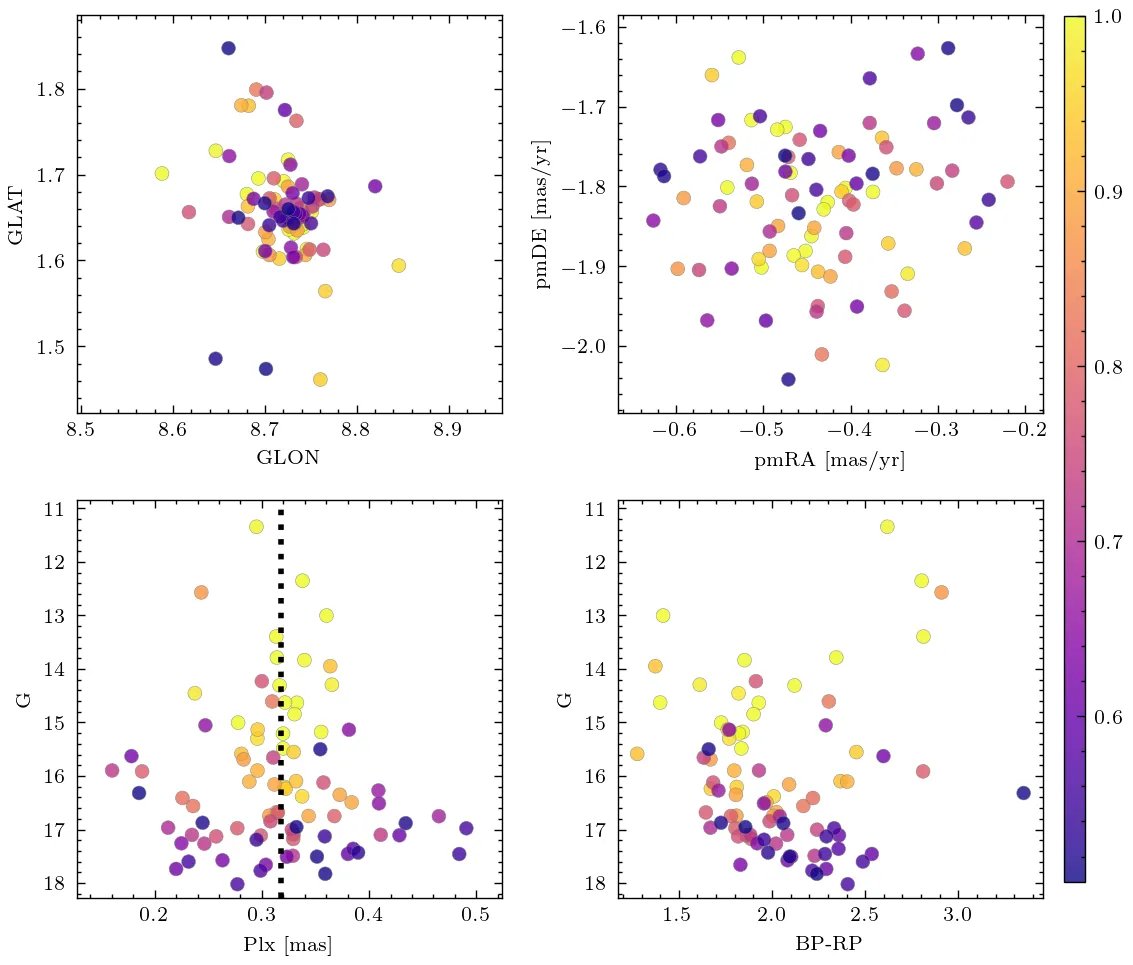 GLAT
1.8
1.7
1.6
1.5
8.5 8.6 8.7 8.8 8.9
GLON
pmDE [mas/yr]
−1.6
−1.7
−1.8
−1.9
−2.0
−0.6 −0.5 −0.4 −0.3 −0.2
pmRA [mas/yr]
1.0
0.9
0.8
0.7
0.6
G
11
12
13
14
15
16
17
18
0.2 0.3 0.4 0.5
Plx [mas]
G
11
12
13
14
15
16
17
18
1.5 2.0 2.5 3.0
BP-RP